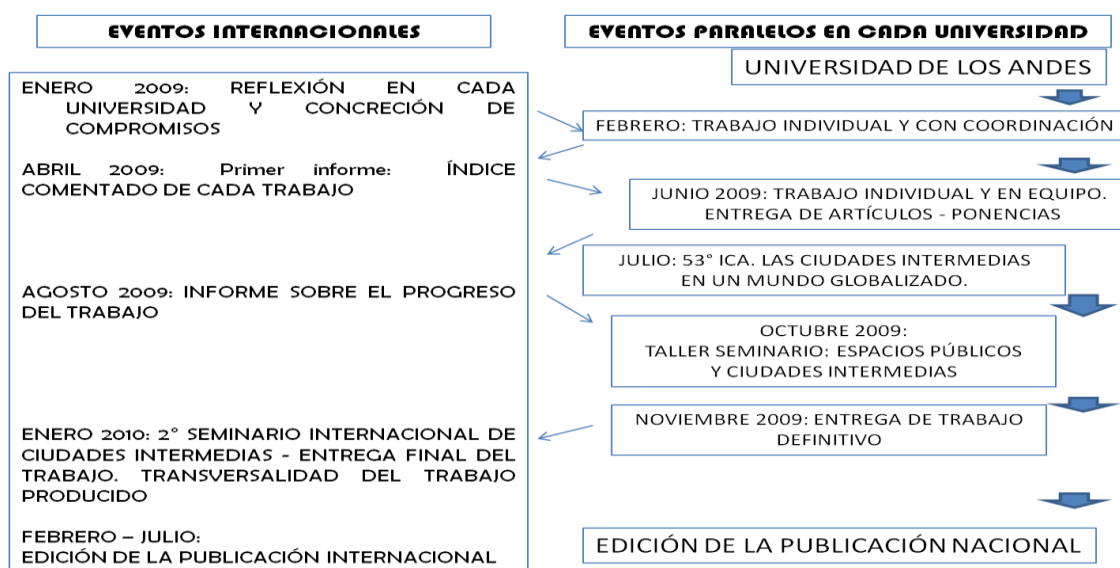 EVENTOS INTERNACIONALES
ENERO 2009: REFLEXIÓN EN CADA
UNIVERSIDAD Y CONCRECIÓN DE
COMPROMISOS
ABRIL 2009: Primer informe: ÍNDICE
COMENTADO DE CADA TRABAJO
AGOSTO 2009: INFORME SOBRE EL PROGRESO
DEL TRABAJO
ENERO 2010: 2° SEMINARIO INTERNACIONAL DE
CIUDADES INTERMEDIAS - ENTREGA FINAL DEL
TRABAJO. TRANSVERSALIDAD DEL TRABAJO
PRODUCIDO
FEBRERO – JULIO:
EDICIÓN DE LA PUBLICACIÓN INTERNACIONAL
EVENTOS PARALELOS EN CADA UNIVERSIDAD
UNIVERSIDAD DE LOS ANDES
FEBRERO: TRABAJO INDIVIDUAL Y CON COORDINACIÓN
JUNIO 2009: TRABAJO INDIVIDUAL Y EN EQUIPO.
ENTREGA DE ARTÍCULOS - PONENCIAS
JULIO: 53° ICA. LAS CIUDADES INTERMEDIAS
EN UN MUNDO GLOBALIZADO.
OCTUBRE 2009:
TALLER SEMINARIO: ESPACIOS PÚBLICOS
Y CIUDADES INTERMEDIAS
NOVIEMBRE 2009: ENTREGA DE TRABAJO
DEFINITIVO
EDICIÓN DE LA PUBLICACIÓN NACIONAL